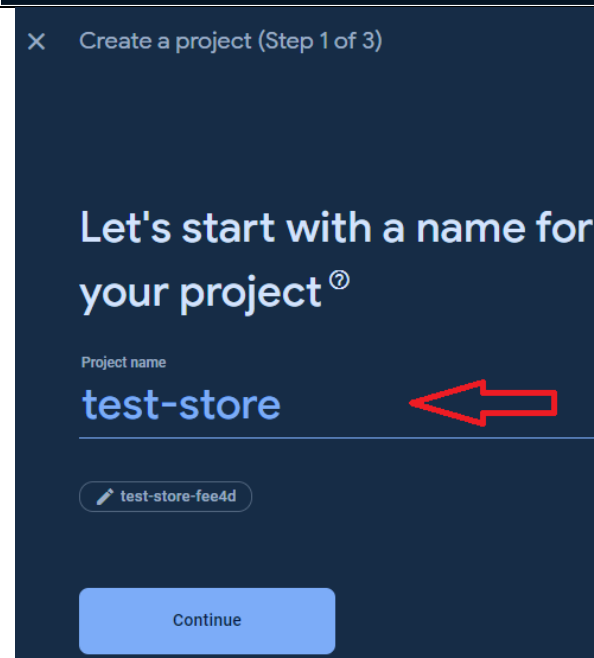 Create a project (Step 1 of 3)
Let's start with a name for
your project
Project name
test-store
test-store-fee4d
Continue